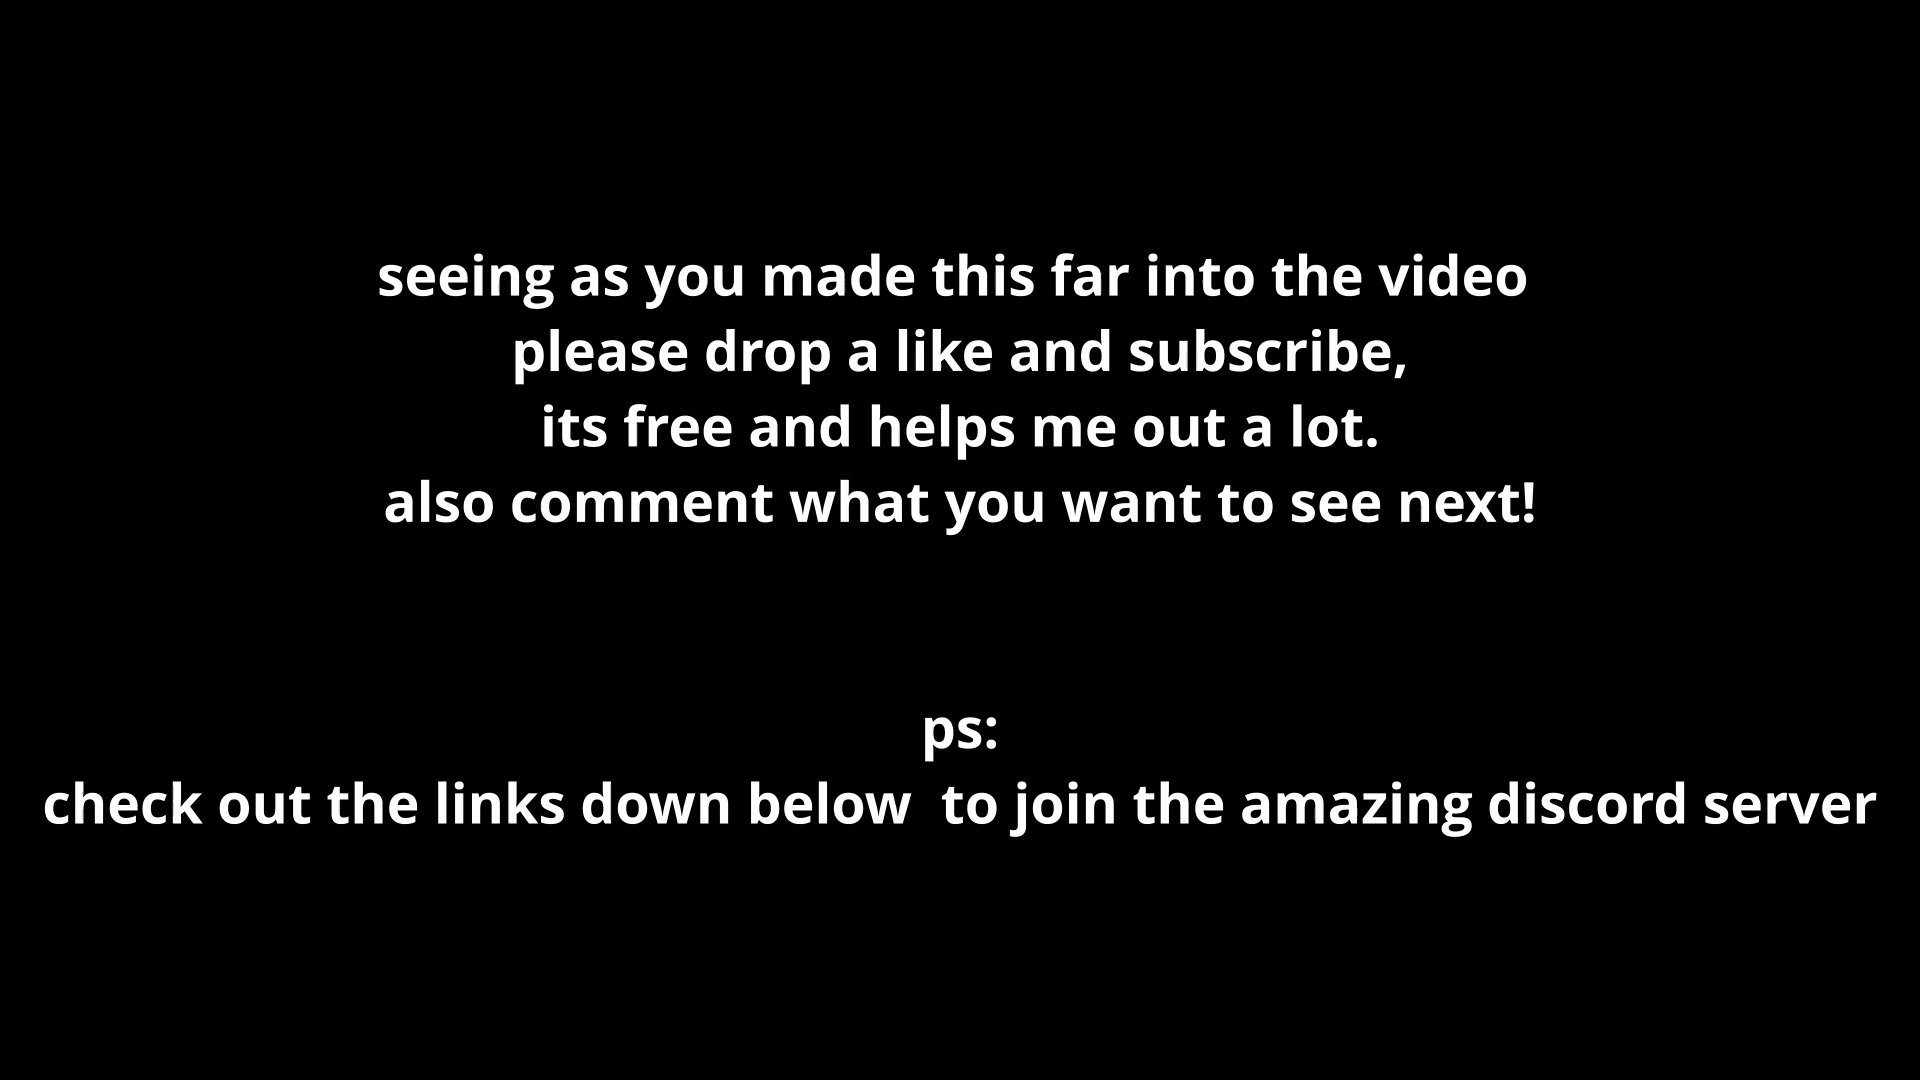 seeing as you made this far into the video
please drop a like and subscribe,
its free and helps me out a lot.
also comment what you want to see next!
ps:
check out the links down below  to join the amazing discord server